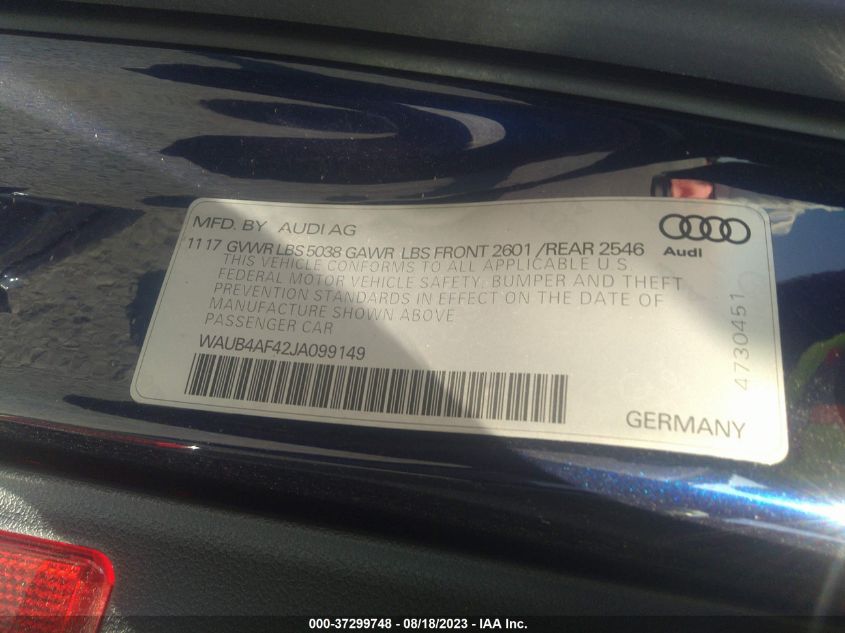 MFD. BY AUDI AG
11 17 GVWR LBS 5038 GAWR LBS FRONT 2601 /REAR 2546
THIS VEHICLE CONFORMS TO ALL APPLICABLE U.S.
FEDERAL MOTOR VEHICLE SAFETY, BUMPER AND THEFT
PREVENTION STANDARDS IN EFFECT ON THE DATE OF
MANUFACTURE SHOWN ABOVE
PASSENGER CAR
WAUB4AF42JA099149
Audi
4730451
GERMANY
000-37299748 - 08/18/2023 - IAA Inc.